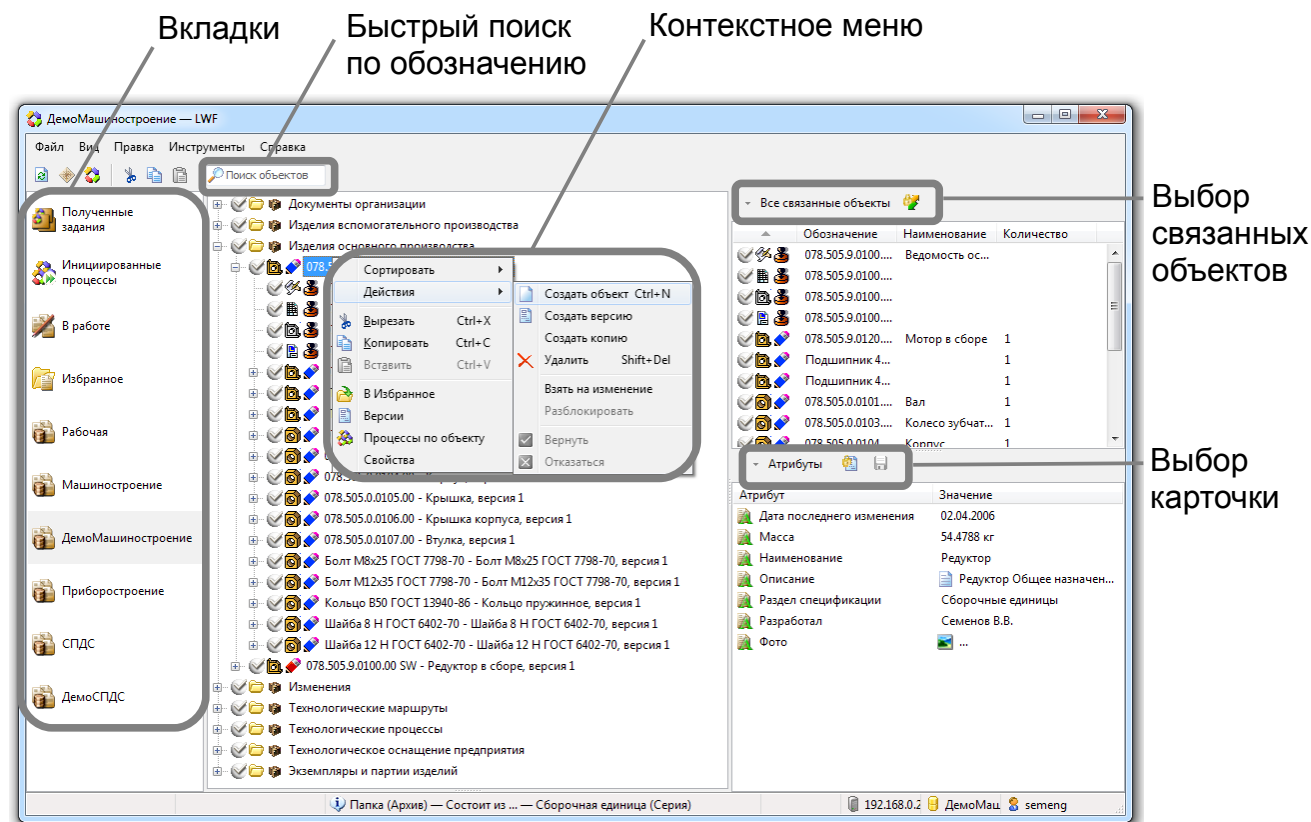 Вкладки
Быстрый поиск
по обозначению
Контекстное меню
ДемоМашиностроение — LWF
Файл Вид Правка Инструменты Справка
Поиск объектов
Полученные
задания
Инициированные
процессы
В работе
Избранное
Рабочая
Машиностроение
ДемоМашиностроение
Приборостроение
СПДС
ДемоСПДС
Документы организации
Изделия вспомогательного производства
Изделия основного производства
078.5
Сортировать
Действия
Вырезать Ctrl+X
Копировать Ctrl+C
Вставить Ctrl+V
В Избранное
Версии
Процессы по объекту
Свойства
Создать объект Ctrl+N
Создать версию
Создать копию
Удалить Shift+Del
Взять на изменение
Разблокировать
Вернуть
Отказаться
078.505.0.0105.00 - Крышка, версия 1
078.505.0.0106.00 - Крышка корпуса, версия 1
078.505.0.0107.00 - Втулка, версия 1
Болт М8х25 ГОСТ 7798-70 - Болт М8х25 ГОСТ 7798-70, версия 1
Болт М12х35 ГОСТ 7798-70 - Болт М12х35 ГОСТ 7798-70, версия 1
Кольцо В50 ГОСТ 13940-86 - Кольцо пружинное, версия 1
Шайба 8 Н ГОСТ 6402-70 - Шайба 8 Н ГОСТ 6402-70, версия 1
Шайба 12 Н ГОСТ 6402-70 - Шайба 12 Н ГОСТ 6402-70, версия 1
078.505.9.0100.00 SW - Редуктор в сборе, версия 1
Изменения
Технологические маршруты
Технологические процессы
Технологическое оснащение предприятия
Экземпляры и партии изделий
Все связанные объекты
Обозначение Наименование Количество
078.505.9.0100.... Ведомость ос...
078.505.9.0100....
078.505.9.0100....
078.505.9.0100....
078.505.9.0120.... Мотор в сборе 1
Подшипник 4... 1
Подшипник 4... 1
078.505.0.0101.... Вал 1
078.505.0.0103.... Колесо зубчат... 1
078.505.0.0104.... Корпус 1
Атрибуты
Атрибут Значение
Дата последнего изменения 02.04.2006
Масса 54.4788 кг
Наименование Редуктор
Описание Редуктор Общее назначен...
Раздел спецификации Сборочные единицы
Разработал Семенов В.В.
Фото ...
Выбор
связанных
объектов
Выбор
карточки
Папка (Архив) — Состоит из ... — Сборочная единица (Серия)
192.168.0.2 ДемоМаш semeng